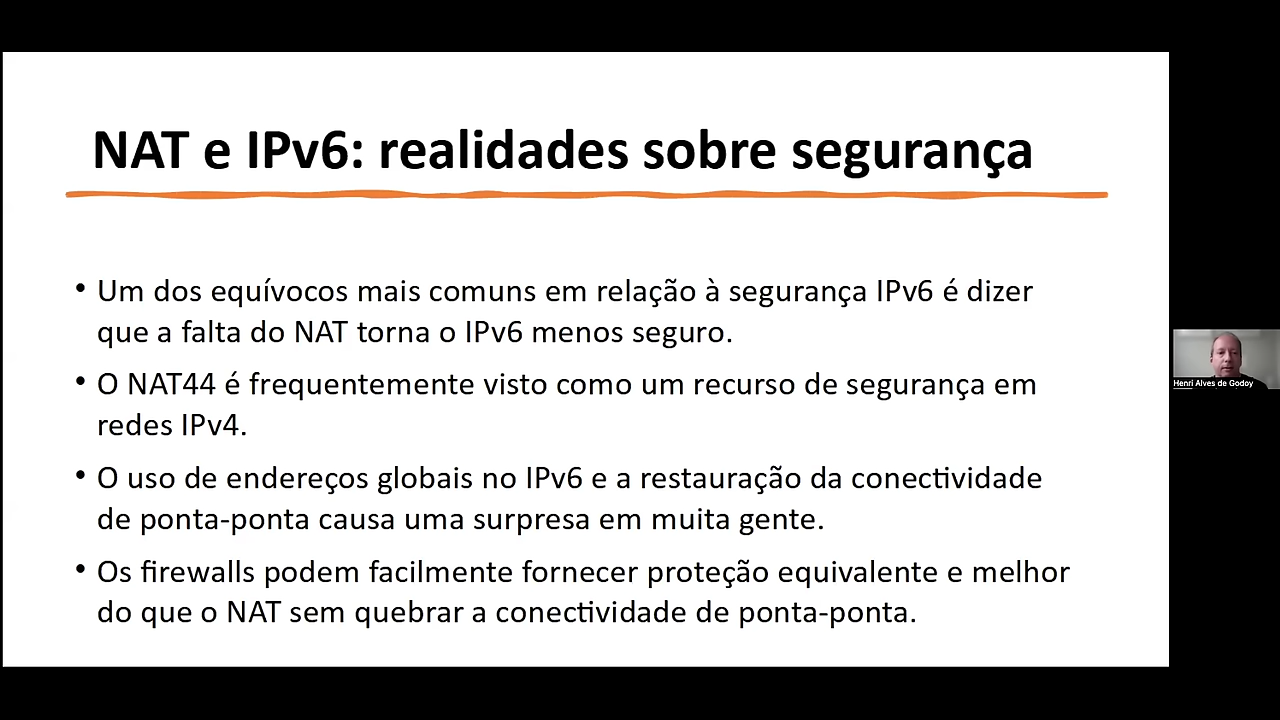 NAT e IPv6: realidades sobre segurança
• Um dos equívocos mais comuns em relação à segurança IPv6 é dizer
que a falta do NAT torna o IPv6 menos seguro.
• O NAT44 é frequentemente visto como um recurso de segurança em
redes IPv4.
• O uso de endereços globais no IPv6 e a restauração da conectividade
de ponta-ponta causa uma surpresa em muita gente.
• Os firewalls podem facilmente fornecer proteção equivalente e melhor
do que o NAT sem quebrar a conectividade de ponta-ponta.
Henri Alves de Godoy